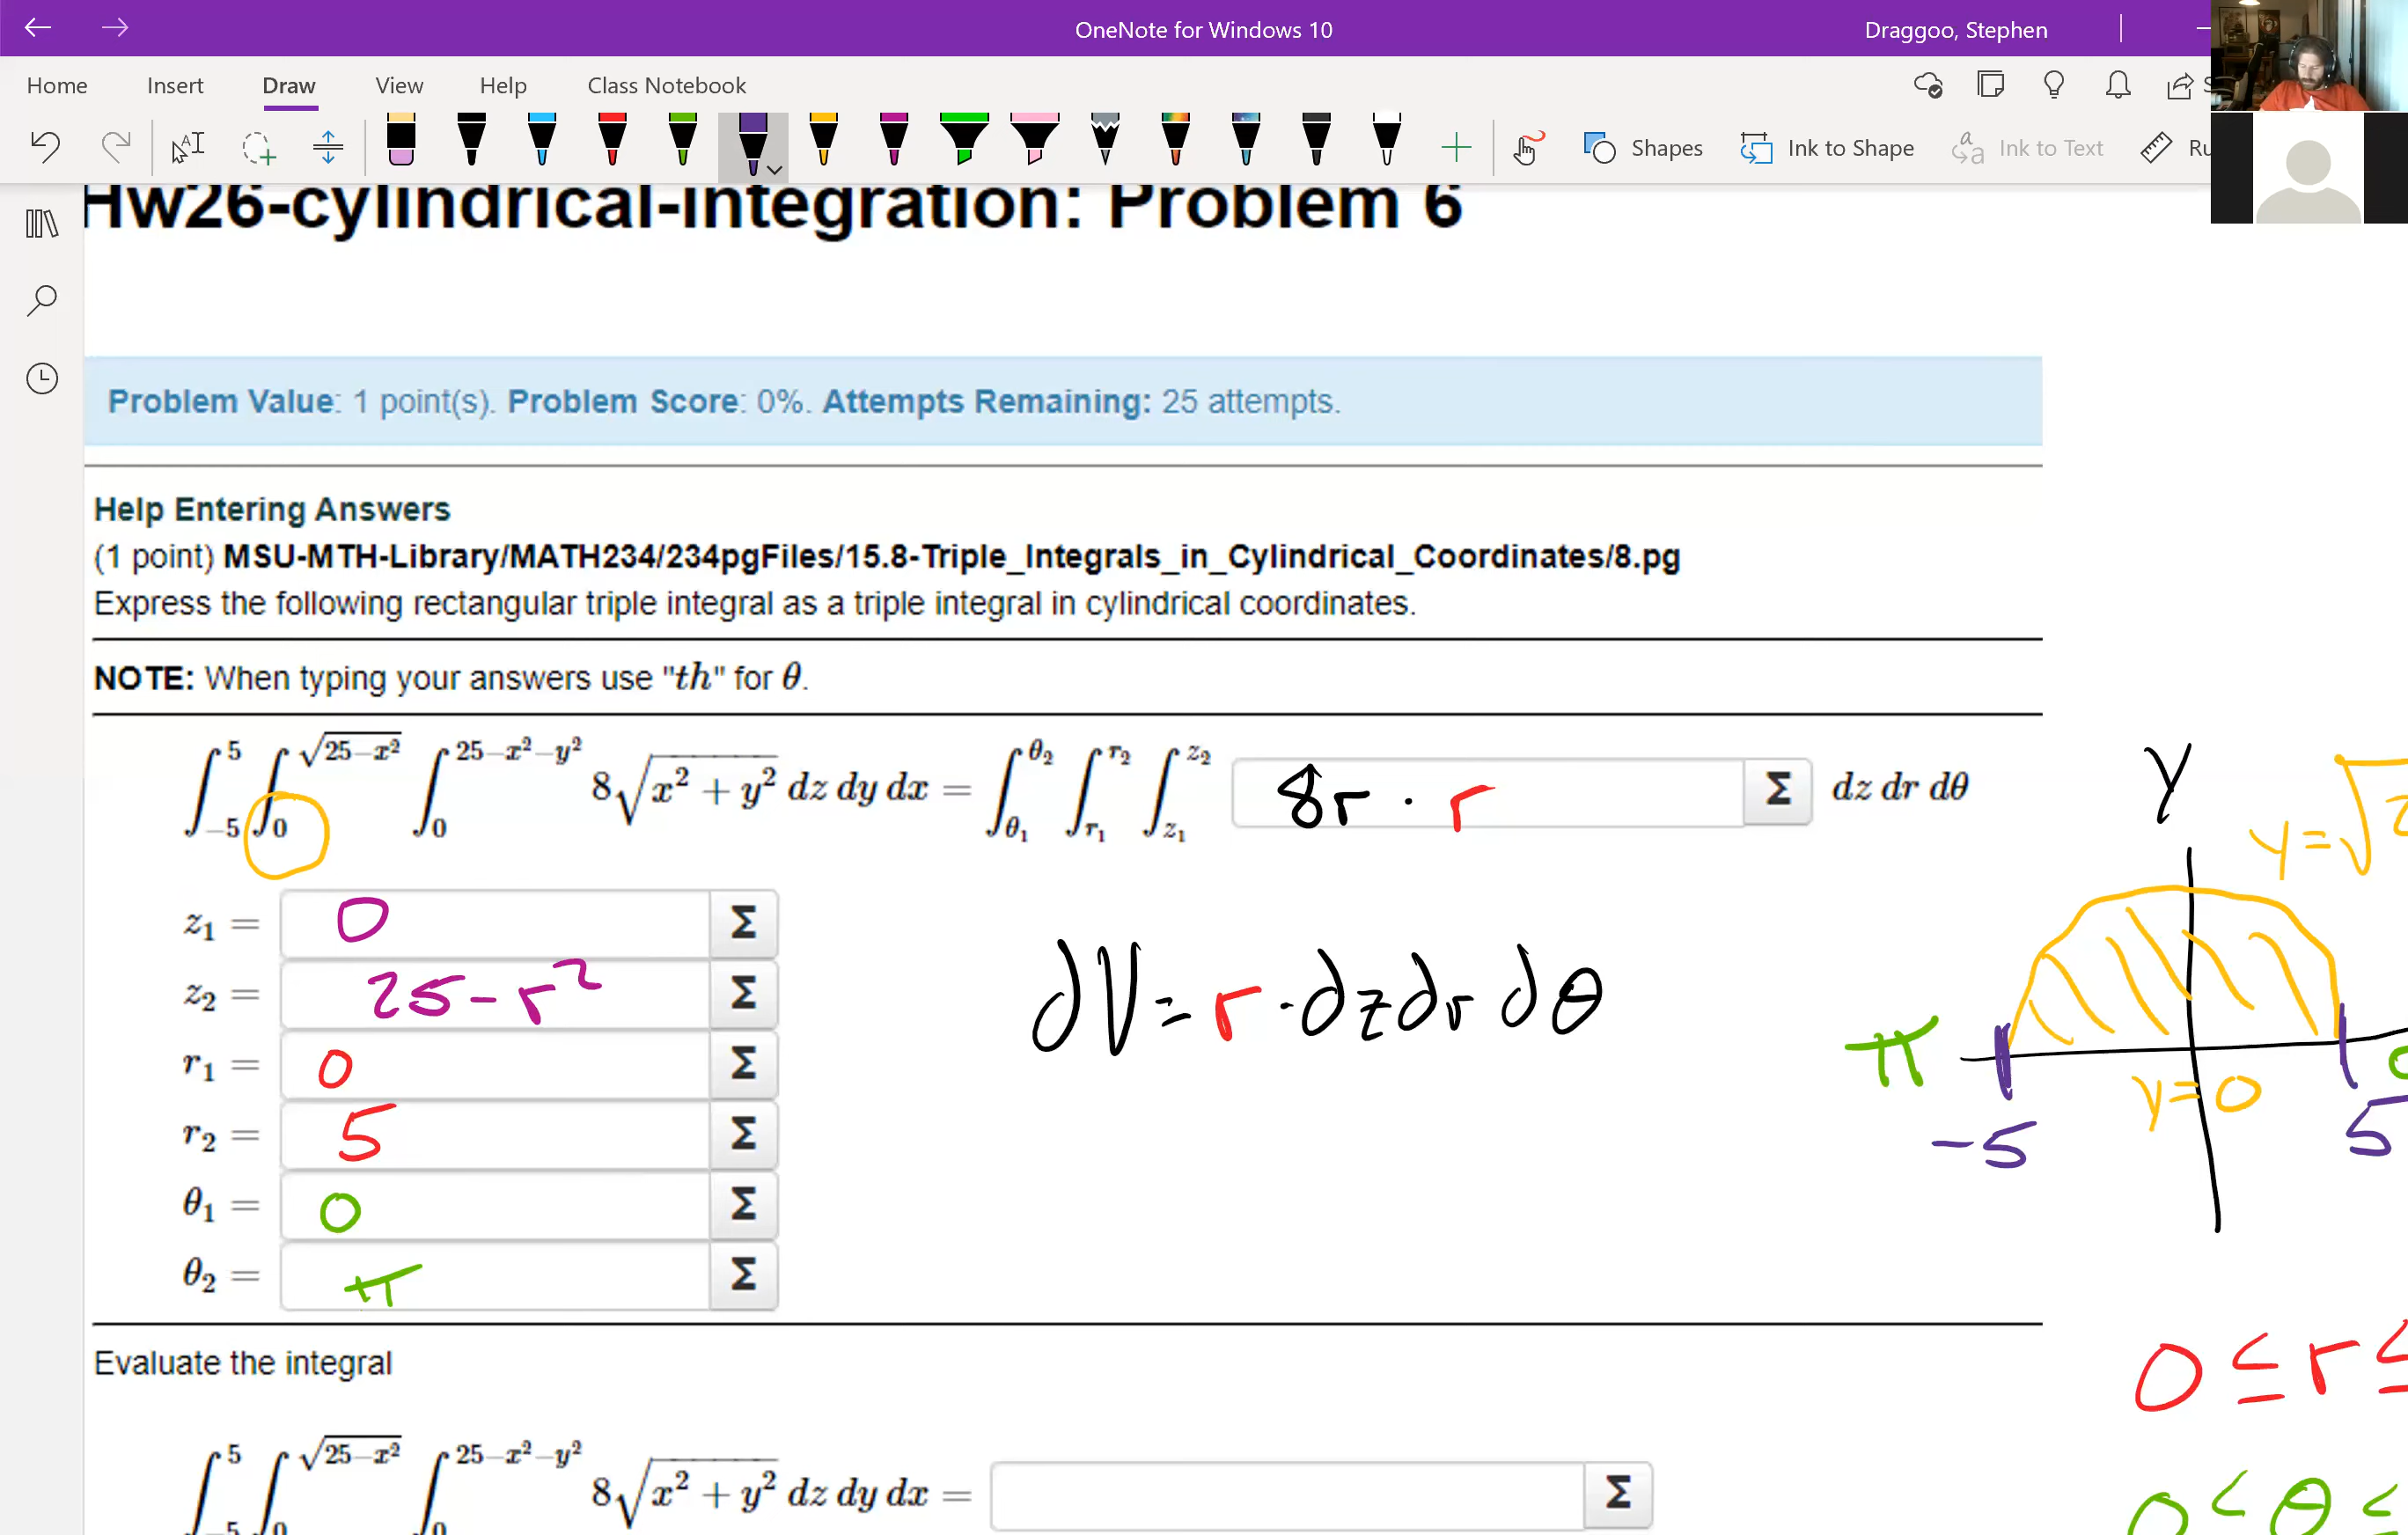 OneNote for Windows 10
Draggoo, Stephen
Home Insert Draw View Help Class Notebook
Shapes Ink to Shape Ink to Text Ru
Hw26-cylindrical-integration: Problem 6
Problem Value: 1 point(s). Problem Score: 0%. Attempts Remaining: 25 attempts.
Help Entering Answers
(1 point) MSU-MTH-Library/MATH234/234pgFiles/15.8-Triple_Integrals_in_Cylindrical_Coordinates/8.pg
Express the following rectangular triple integral as a triple integral in cylindrical coordinates.
NOTE: When typing your answers use "th" for θ.
∫_{-5}^{5} ∫_{0}^{√(25−x²)} ∫_{0}^{25−x²−y²} 8√(x² + y²) dz dy dx = ∫_{θ₁}^{θ₂} ∫_{r₁}^{r₂} ∫_{z₁}^{z₂} 8r · r Σ dz dr dθ
y
y = √2
z₁ = 0 Σ
z₂ = 25 - r² Σ
dV = r · dz dr dθ
r₁ = 0 Σ
π
y = 0
-5
5
r₂ = 5 Σ
θ₁ = 0 Σ
θ₂ = π Σ
0 ≤ r ≤
Evaluate the integral
∫_{-5}^{5} ∫_{0}^{√(25−x²)} ∫_{0}^{25−x²−y²} 8√(x² + y²) dz dy dx = Σ
0 ≤ θ ≤